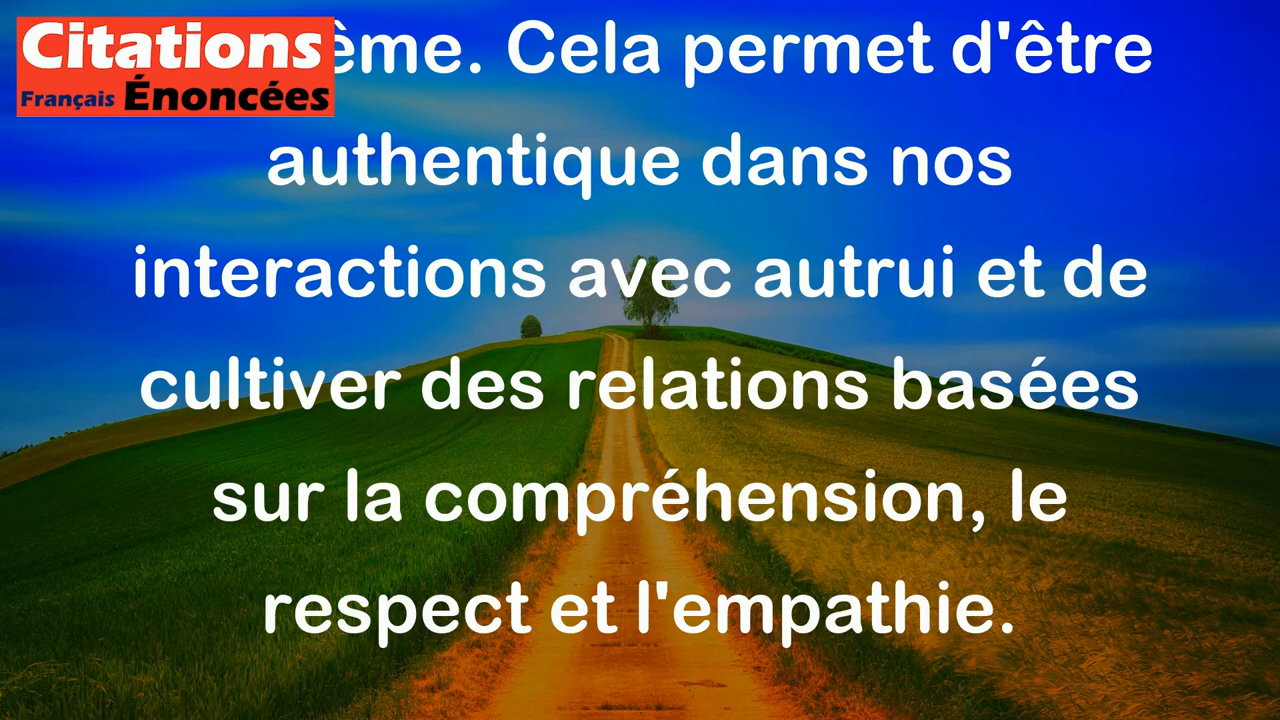 Citations
Français Énoncées
ême. Cela permet d'être
authentique dans nos
interactions avec autrui et de
cultiver des relations basées
sur la compréhension, le
respect et l'empathie.